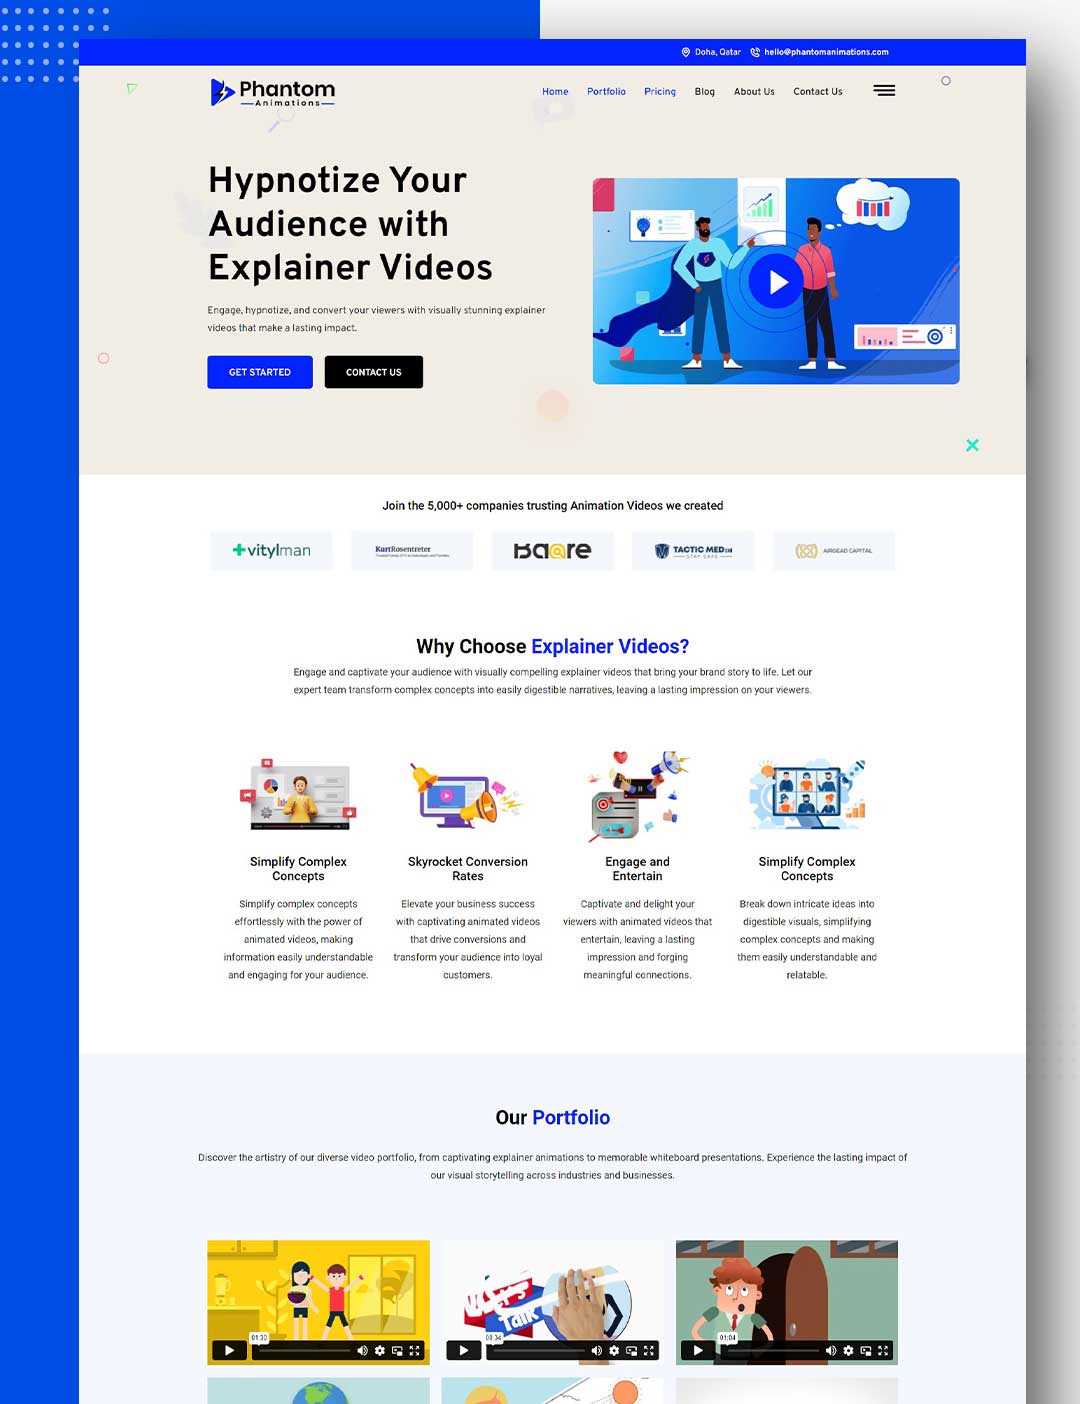 Doha, Qatar hello@phantomanimations.com
Phantom
Animations
Home Portfolio Pricing Blog About Us Contact Us
Hypnotize Your
Audience with
Explainer Videos
Engage, hypnotize, and convert your viewers with visually stunning explainer
videos that make a lasting impact.
GET STARTED CONTACT US
Join the 5,000+ companies trusting Animation Videos we created
vitylman
KurtRosentreter
Ba@re
TACTIC MED
STAY SAFE
AIRGEAD CAPITAL
Why Choose Explainer Videos?
Engage and captivate your audience with visually compelling explainer videos that bring your brand story to life. Let our
expert team transform complex concepts into easily digestible narratives, leaving a lasting impression on your viewers.
Simplify Complex
Concepts
Simplify complex concepts
effortlessly with the power of
animated videos, making
information easily understandable
and engaging for your audience.
Skyrocket Conversion
Rates
Elevate your business success
with captivating animated videos
that drive conversions and
transform your audience into loyal
customers.
Engage and
Entertain
Captivate and delight your
viewers with animated videos that
entertain, leaving a lasting
impression and forging
meaningful connections.
Simplify Complex
Concepts
Break down intricate ideas into
digestible visuals, simplifying
complex concepts and making
them easily understandable and
relatable.
Our Portfolio
Discover the artistry of our diverse video portfolio, from captivating explainer animations to memorable whiteboard presentations. Experience the lasting impact of
our visual storytelling across industries and businesses.
01:30
Talk
00:34
01:04